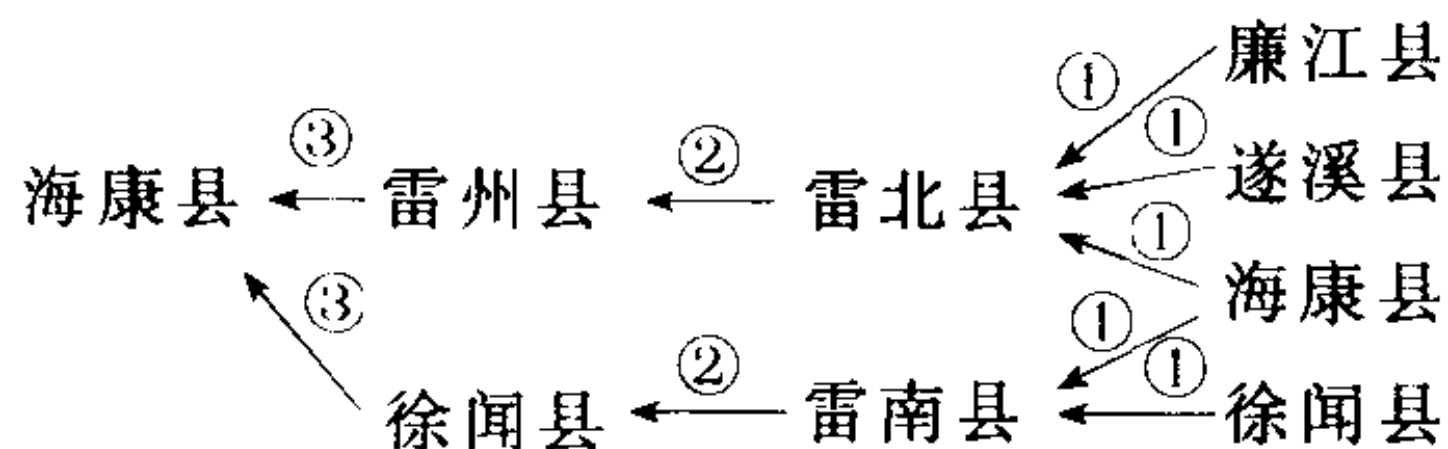 廉江县
① ①
③ ② 遂溪县
海康县 雷州县 雷北县
①
海康县
③ ①
② ①
徐闻县 雷南县 徐闻县